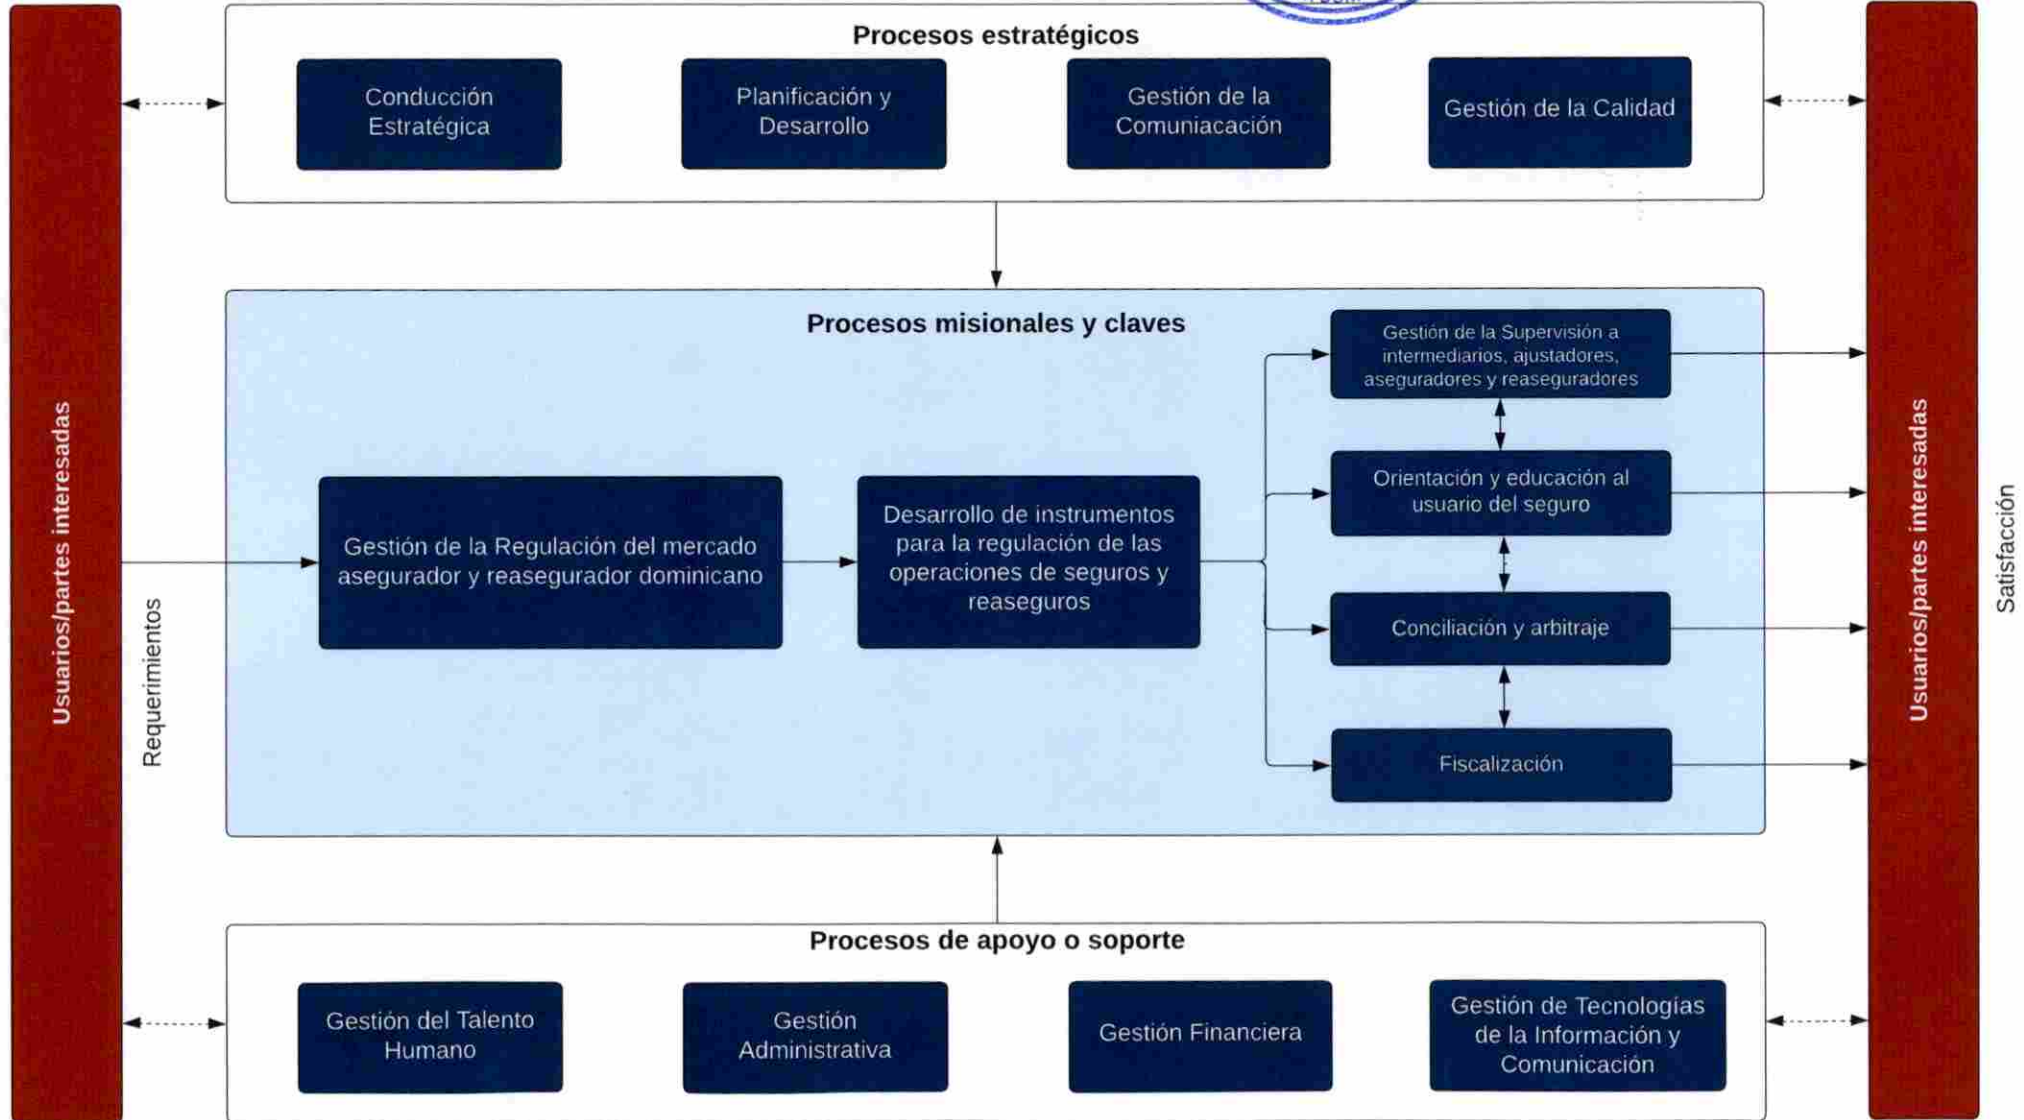 Procesos estratégicos
Conducción
Estratégica
Planificación y
Desarrollo
Gestión de la
Comuniacación
Gestión de la Calidad
Usuarios/partes interesadas
Requerimientos
Procesos misionales y claves
Gestión de la Regulación del mercado
asegurador y reasegurador dominicano
Desarrollo de instrumentos
para la regulación de las
operaciones de seguros y
reaseguros
Gestión de la Supervisión a
intermediarios, ajustadores,
aseguradores y reaseguradores
Orientación y educación al
usuario del seguro
Conciliación y arbitraje
Fiscalización
Usuarios/partes interesadas
Satisfacción
Procesos de apoyo o soporte
Gestión del Talento
Humano
Gestión
Administrativa
Gestión Financiera
Gestión de Tecnologías
de la Información y
Comunicación